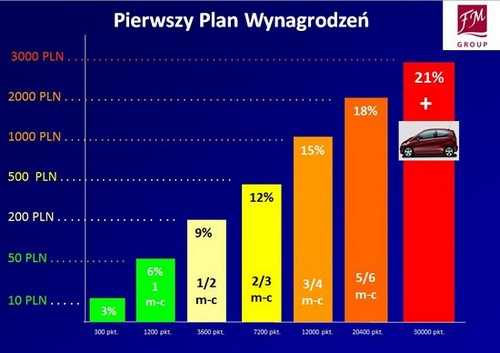 Pierwszy Plan Wynagrodzeń
FM
GROUP
3000 PLN
21%
+
2000 PLN
18%
1000 PLN
15%
500 PLN
12%
200 PLN
9%
50 PLN
6%
1
m-c
1/2
m-c
2/3
m-c
3/4
m-c
5/6
m-c
10 PLN
3%
300 pkt.
1200 pkt.
3600 pkt.
7200 pkt.
12000 pkt.
20400 pkt.
30000 pkt.